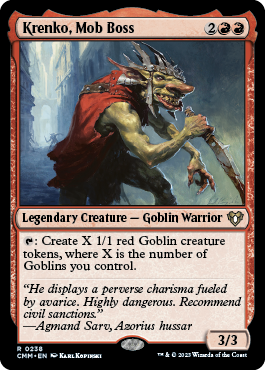 Krenko, Mob Boss 2
Legendary Creature — Goblin Warrior
: Create X 1/1 red Goblin creature
tokens, where X is the number of
Goblins you control.
“He displays a perverse charisma fueled
by avarice. Highly dangerous. Recommend
civil sanctions.”
—Agmand Sarv, Azorius hussar
3/3
R 0238
CMM • EN Karl Kopinski
™ & © 2023 Wizards of the Coast